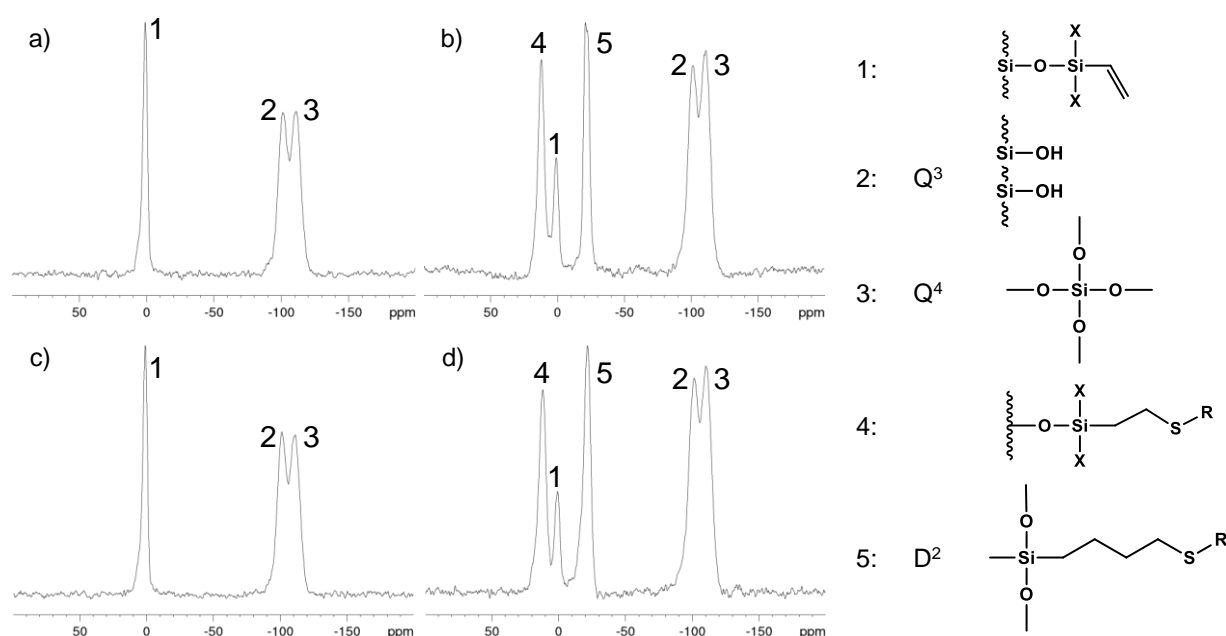 a)
1
2 3
50 0 -50 -100 -150 ppm
b)
4
1
5
2 3
50 0 -50 -100 -150 ppm
c)
1
2 3
50 0 -50 -100 -150 ppm
d)
4
1
5
2 3
50 0 -50 -100 -150 ppm
1:
X
Si O Si
X
2: Q³
Si OH
Si OH
3: Q⁴
O
O Si O
O
4:
X
O Si S R
X
5: D²
O
Si S R
O